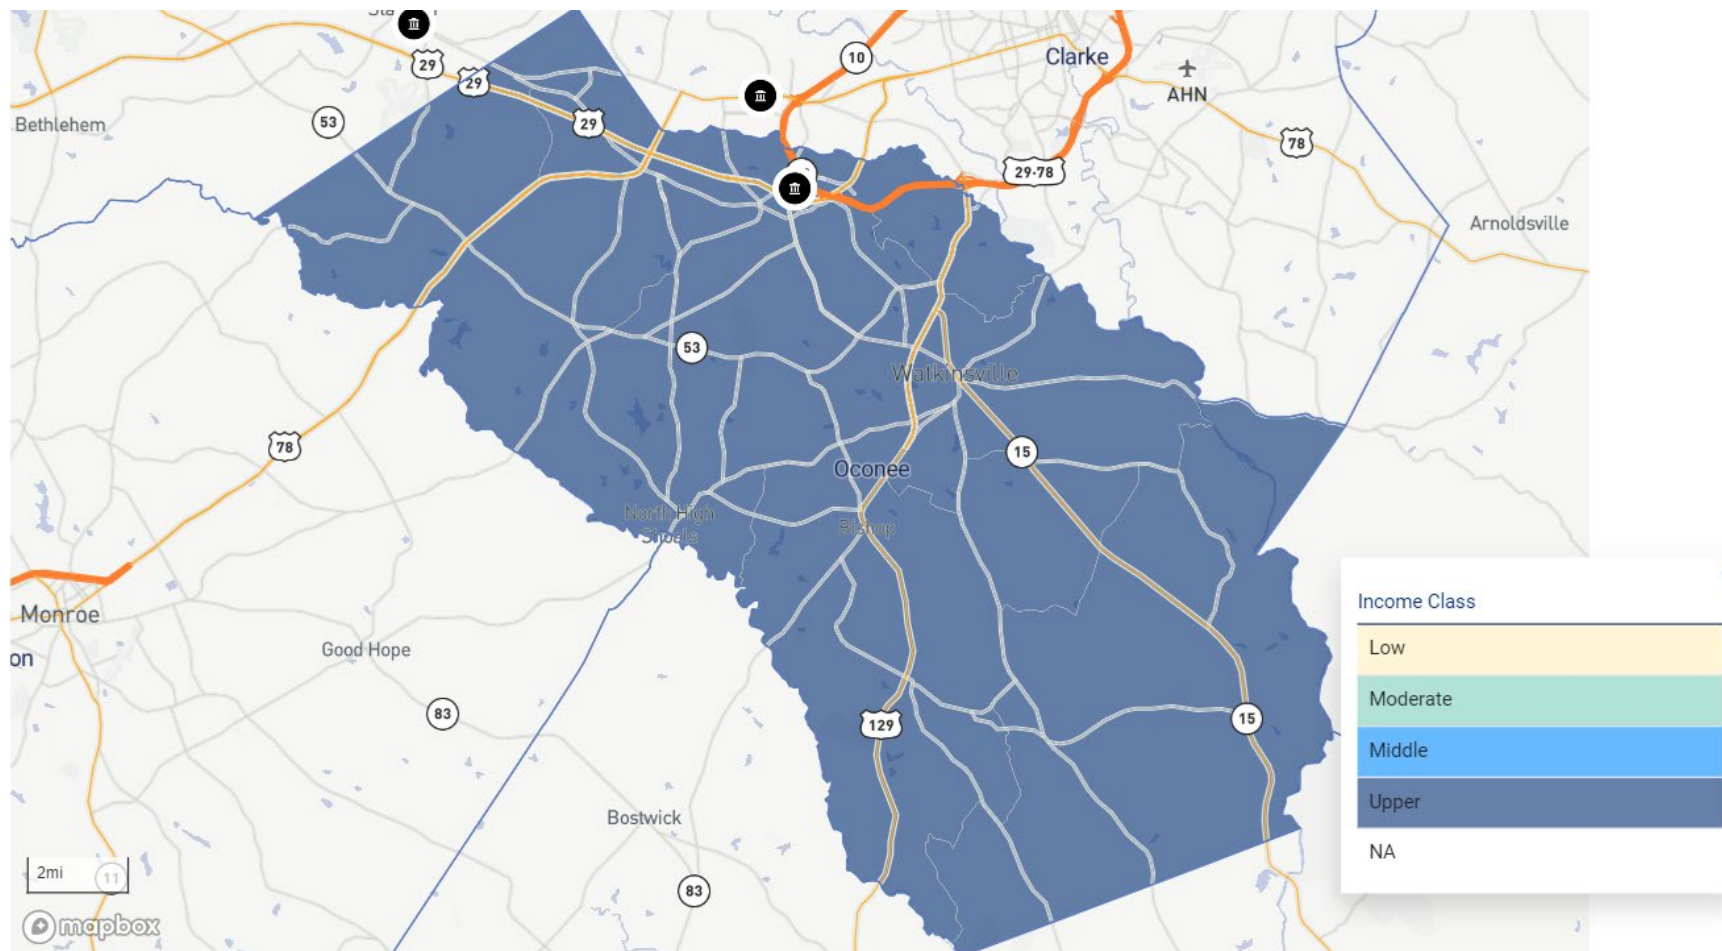 29
29
10
Clarke
AHN
Bethlehem
53
29
78
29-78
Arnoldsville
53
Watkinsville
78
15
Oconee
North High
Shoals
Bishop
Monroe
on
Good Hope
83
129
15
Bostwick
2mi
11
83
mapbox
Income Class
Low
Moderate
Middle
Upper
NA